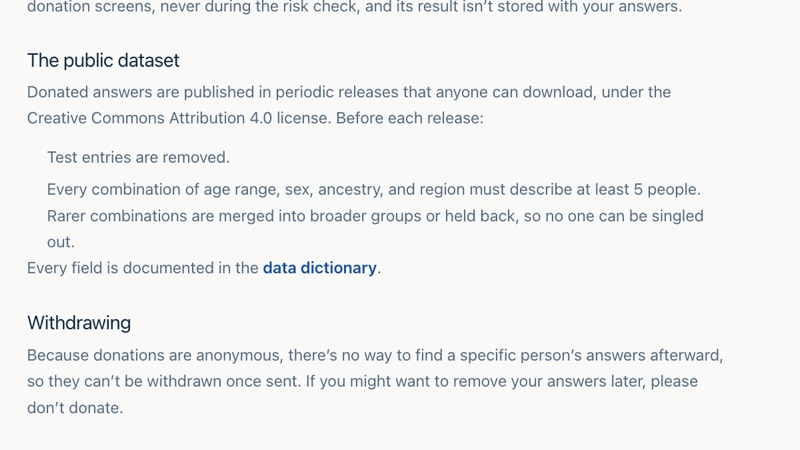 donation screens, never during the risk check, and its result isn’t stored with your answers.
The public dataset
Donated answers are published in periodic releases that anyone can download, under the
Creative Commons Attribution 4.0 license. Before each release:
Test entries are removed.
Every combination of age range, sex, ancestry, and region must describe at least 5 people.
Rarer combinations are merged into broader groups or held back, so no one can be singled
out.
Every field is documented in the data dictionary.
Withdrawing
Because donations are anonymous, there’s no way to find a specific person’s answers afterward,
so they can’t be withdrawn once sent. If you might want to remove your answers later, please
don’t donate.